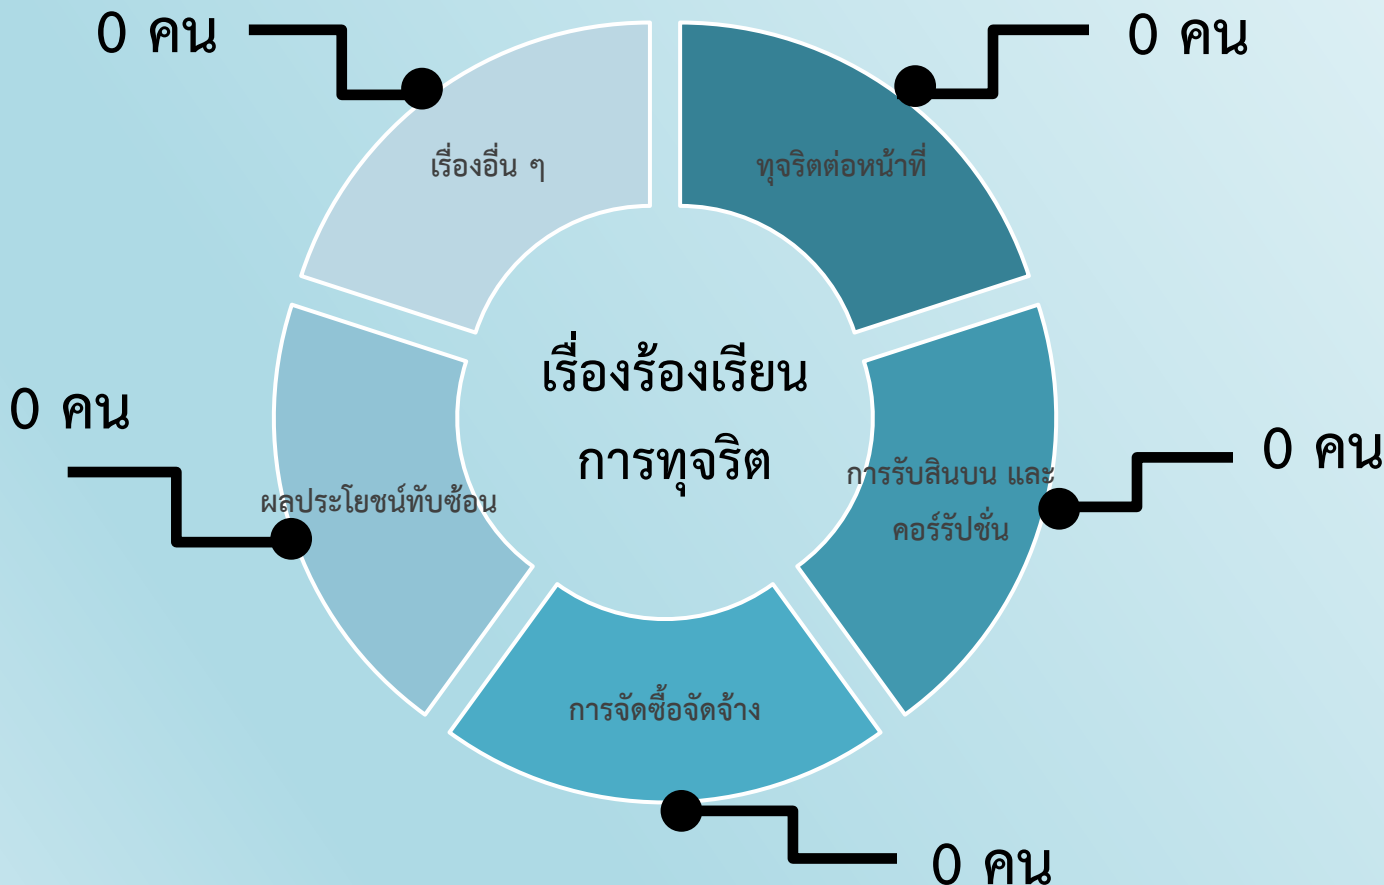 0 คน
0 คน
เรื่องอื่น ๆ
ทุจริตต่อหน้าที่
เรื่องร้องเรียน
การทุจริต
0 คน
0 คน
ผลประโยชน์ทับซ้อน
การรับสินบน และ
คอร์รัปชั่น
การจัดซื้อจัดจ้าง
0 คน